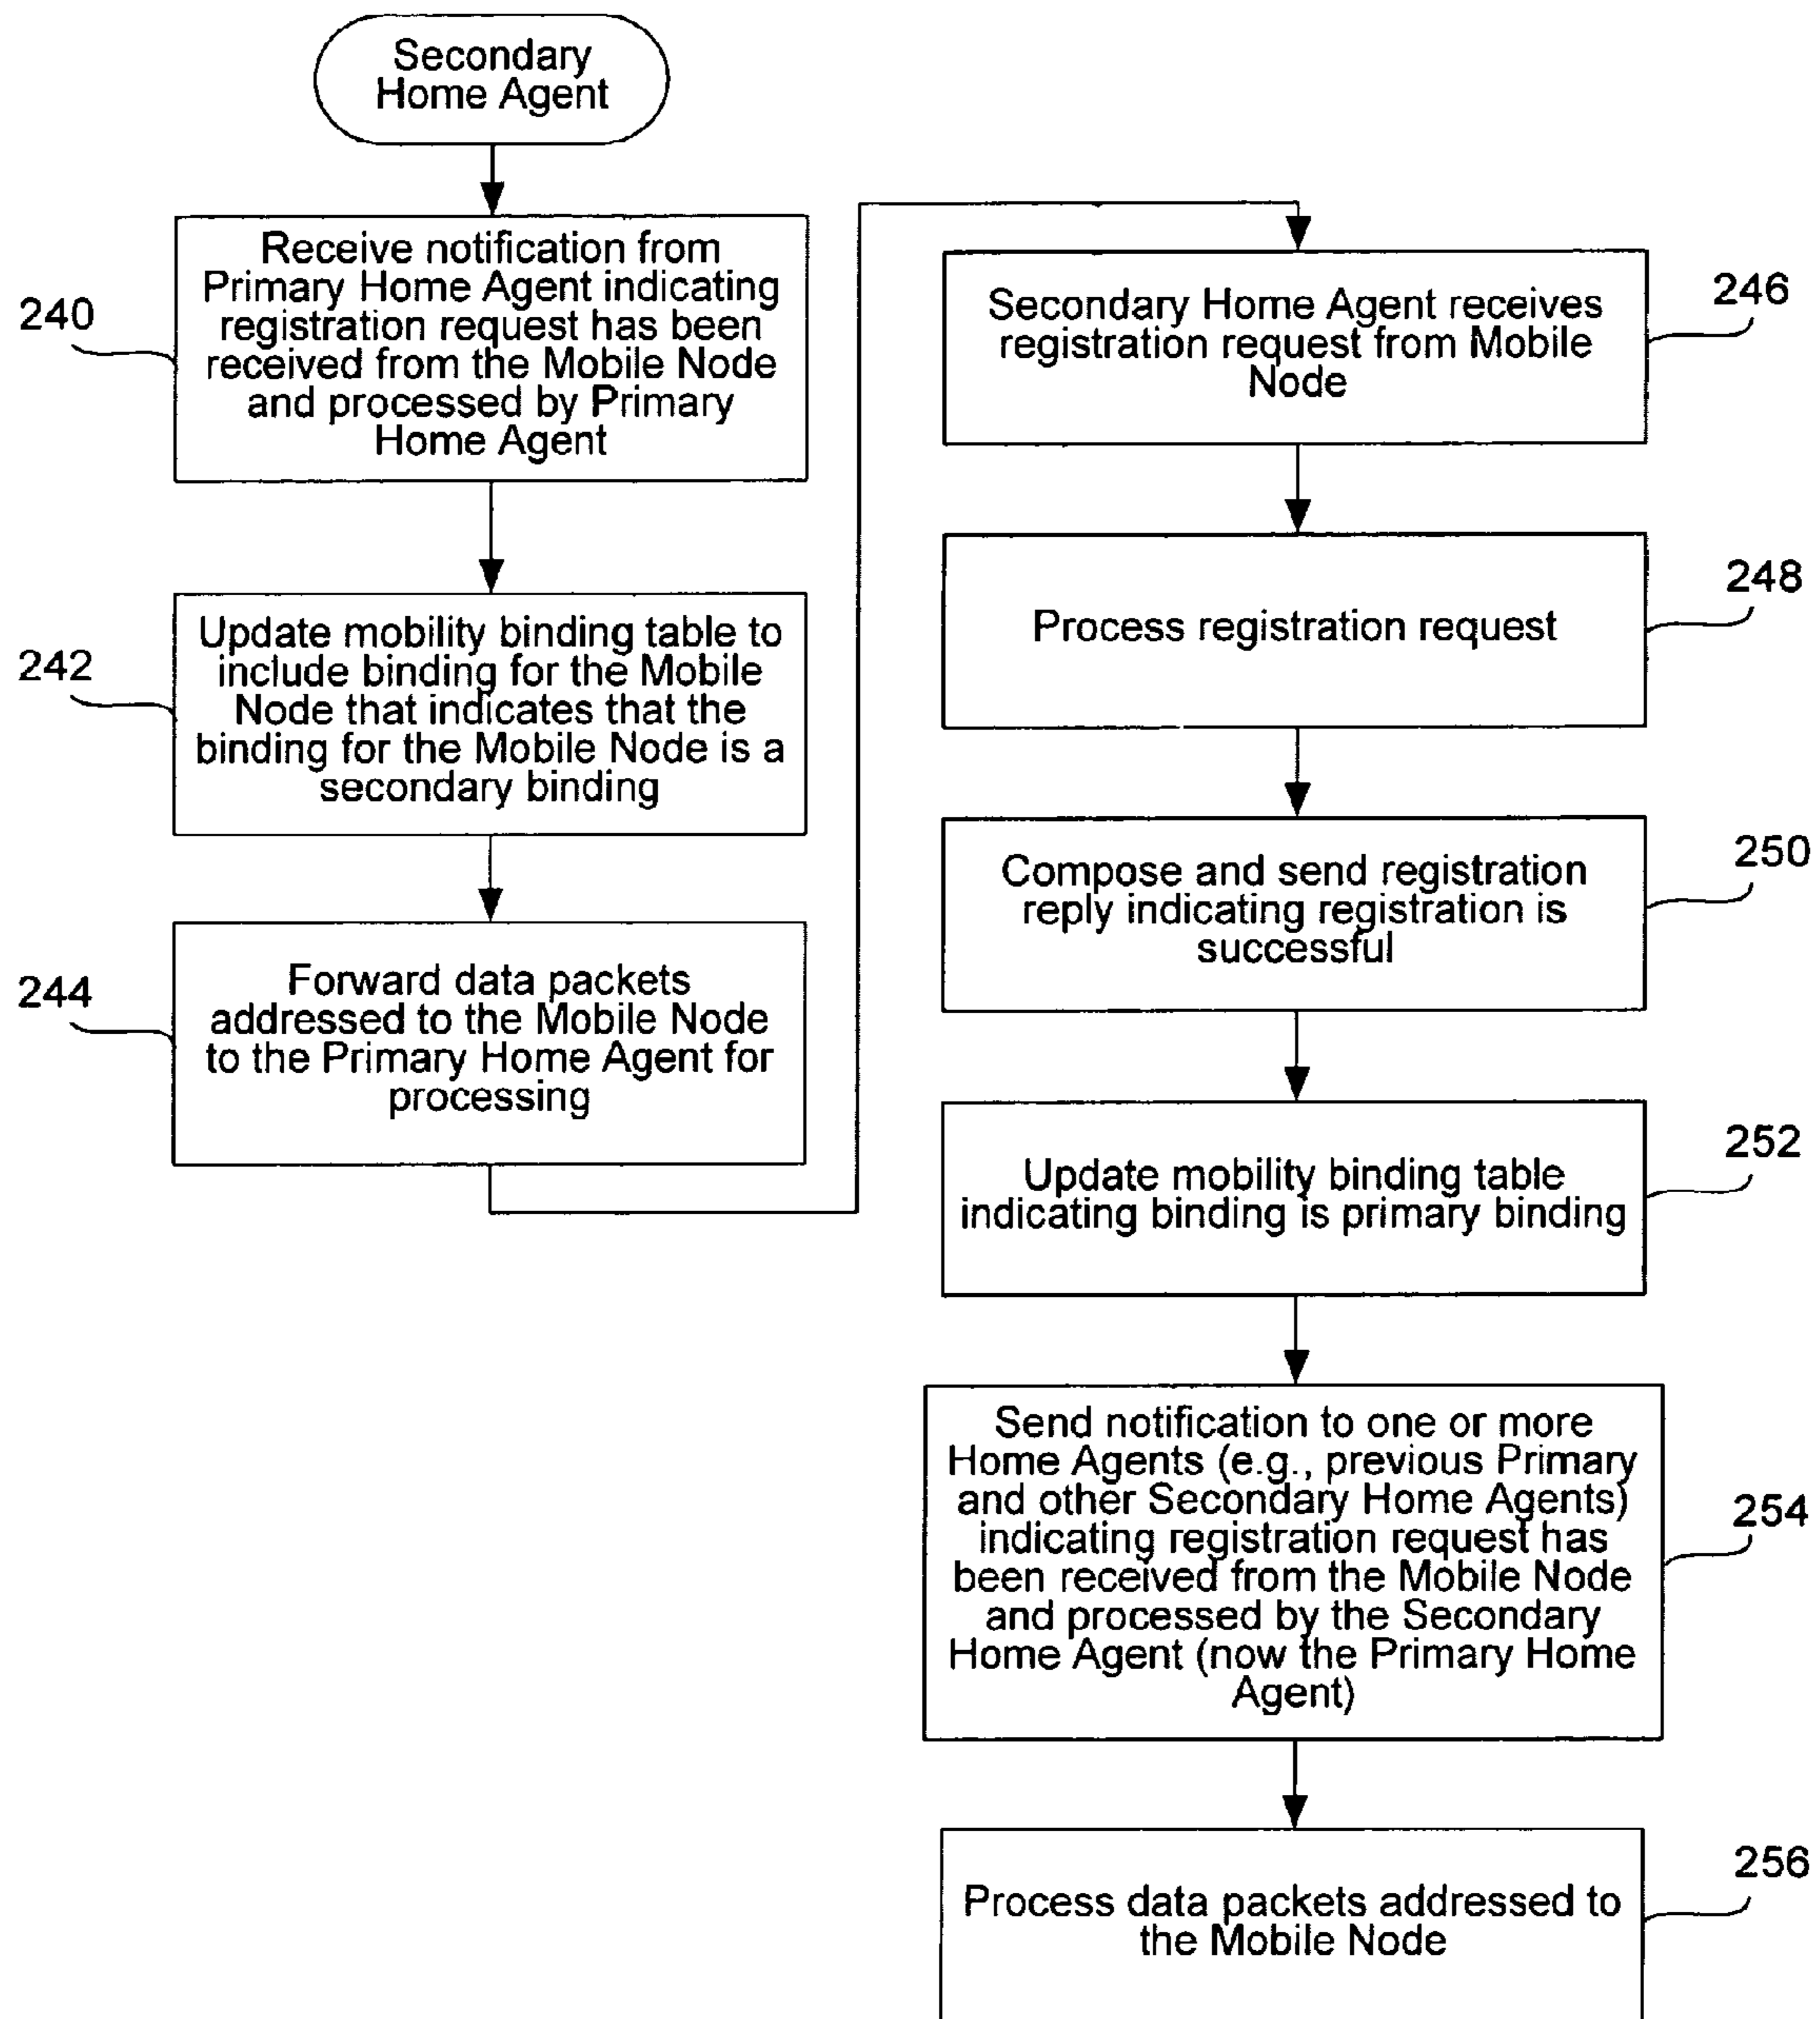 Secondary
Home Agent
240
Receive notification from
Primary Home Agent indicating
registration request has been
received from the Mobile Node
and processed by Primary
Home Agent
242
Update mobility binding table to
include binding for the Mobile
Node that indicates that the
binding for the Mobile Node is a
secondary binding
244
Forward data packets
addressed to the Mobile Node
to the Primary Home Agent for
processing
246
Secondary Home Agent receives
registration request from Mobile
Node
248
Process registration request
250
Compose and send registration
reply indicating registration is
successful
252
Update mobility binding table
indicating binding is primary binding
254
Send notification to one or more
Home Agents (e.g., previous Primary
and other Secondary Home Agents)
indicating registration request has
been received from the Mobile Node
and processed by the Secondary
Home Agent (now the Primary Home
Agent)
256
Process data packets addressed to
the Mobile Node